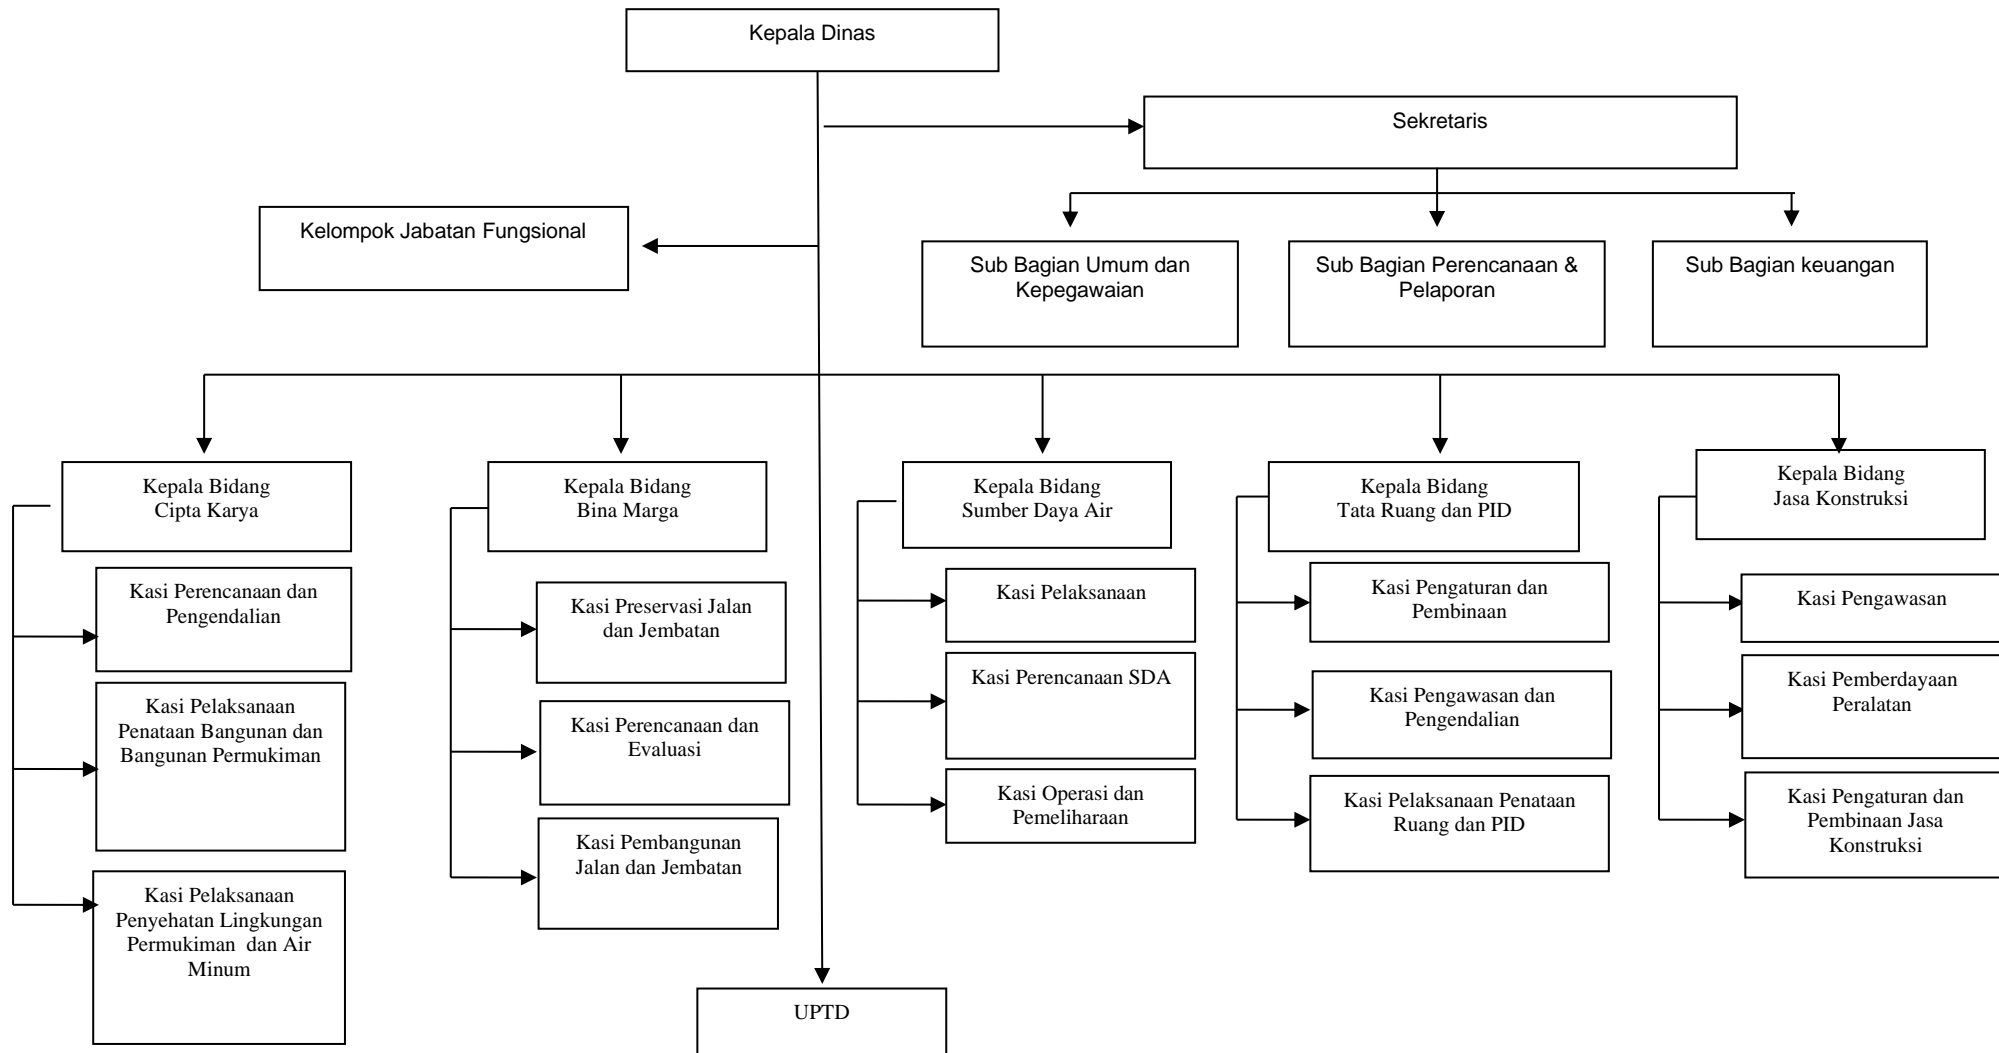 Kepala Dinas
Sekretaris
Kelompok Jabatan Fungsional
Sub Bagian Umum dan
Kepegawaian
Sub Bagian Perencanaan &
Pelaporan
Sub Bagian keuangan
Kepala Bidang
Cipta Karya
Kepala Bidang
Bina Marga
Kepala Bidang
Sumber Daya Air
Kepala Bidang
Tata Ruang dan PID
Kepala Bidang
Jasa Konstruksi
Kasi Perencanaan dan
Pengendalian
Kasi Pelaksanaan
Penataan Bangunan dan
Bangunan Permukiman
Kasi Pelaksanaan
Penyehatan Lingkungan
Permukiman  dan Air
Minum
Kasi Preservasi Jalan
dan Jembatan
Kasi Perencanaan dan
Evaluasi
Kasi Pembangunan
Jalan dan Jembatan
Kasi Pelaksanaan
Kasi Perencanaan SDA
Kasi Operasi dan
Pemeliharaan
Kasi Pengaturan dan
Pembinaan
Kasi Pengawasan dan
Pengendalian
Kasi Pelaksanaan Penataan
Ruang dan PID
Kasi Pengawasan
Kasi Pemberdayaan
Peralatan
Kasi Pengaturan dan
Pembinaan Jasa
Konstruksi
UPTD